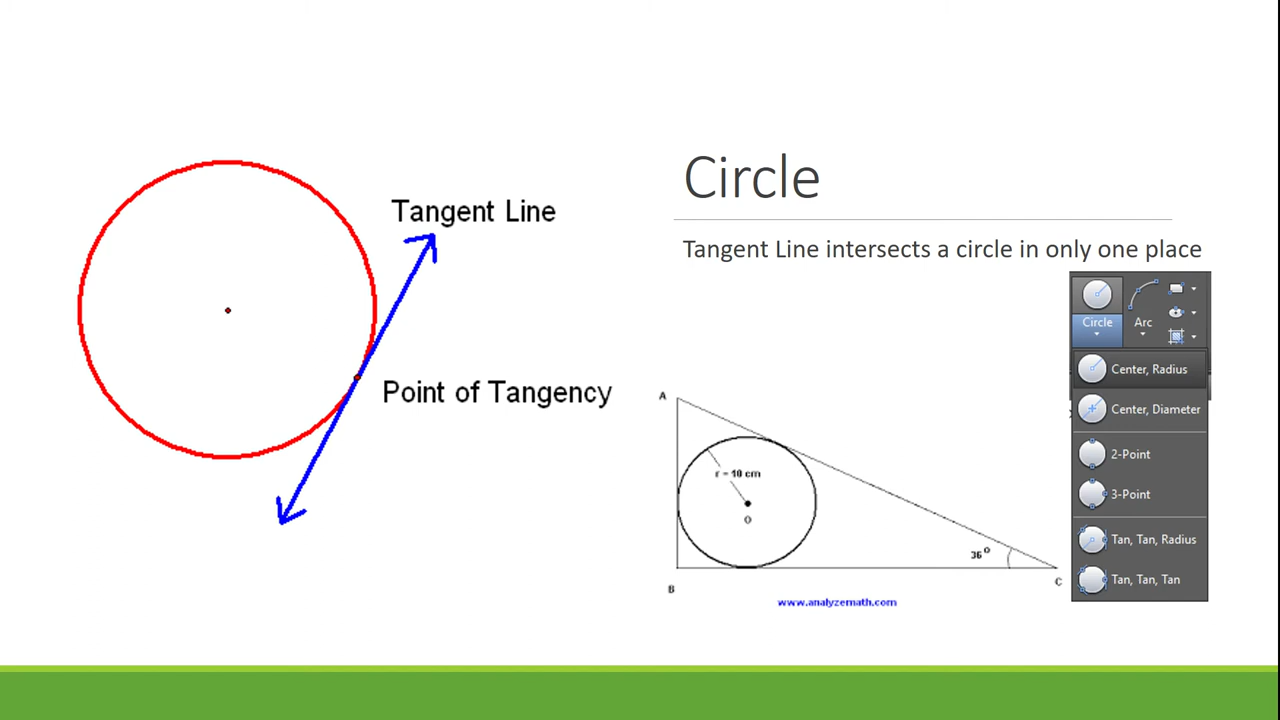 Circle
Tangent Line intersects a circle in only one place
Tangent Line
Point of Tangency
A
r = 10 cm
O
36°
B
C
www.analyzemath.com
Circle
Arc
Center, Radius
Center, Diameter
2-Point
3-Point
Tan, Tan, Radius
Tan, Tan, Tan